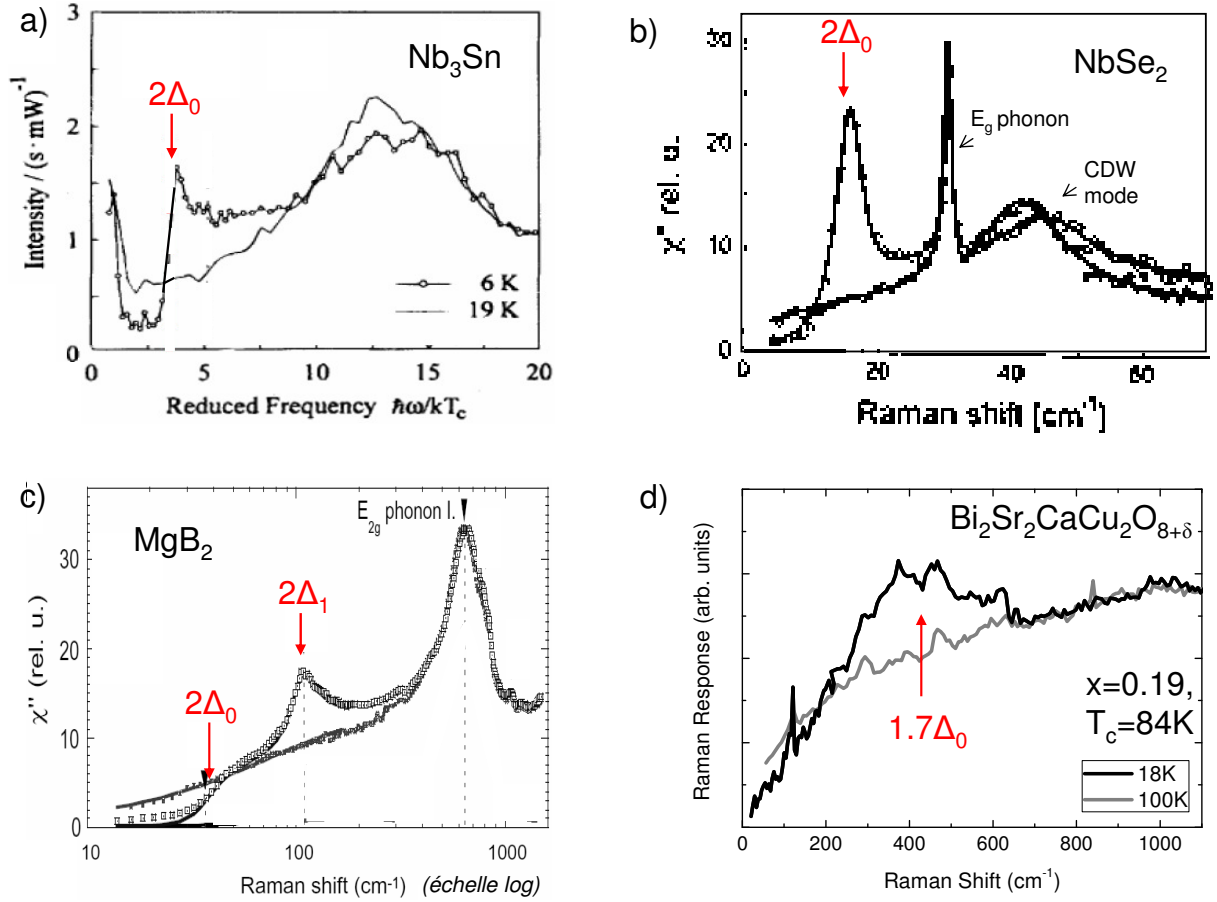 a)
Nb₃Sn
2Δ₀
Intensity / (s · mW)⁻¹
3
2
1
0
6 K
19 K
0 5 10 15 20
Reduced Frequency ħω/kTc
b)
NbSe₂
2Δ₀
E_g phonon
CDW
mode
χ" rel. u.
30
20
10
0
0 20 40 60
Raman shift [cm⁻¹]
c)
MgB₂
E₂g phonon l.
2Δ₁
2Δ₀
χ'' (rel. u.)
30
20
10
0
10 100 1000
Raman shift (cm-¹) (échelle log)
d)
Bi₂Sr₂CaCu₂O₈₊δ
Raman Response (arb. units)
1.7Δ₀
x=0.19,
Tc=84K
18K
100K
0 200 400 600 800 1000
Raman Shift (cm⁻¹)